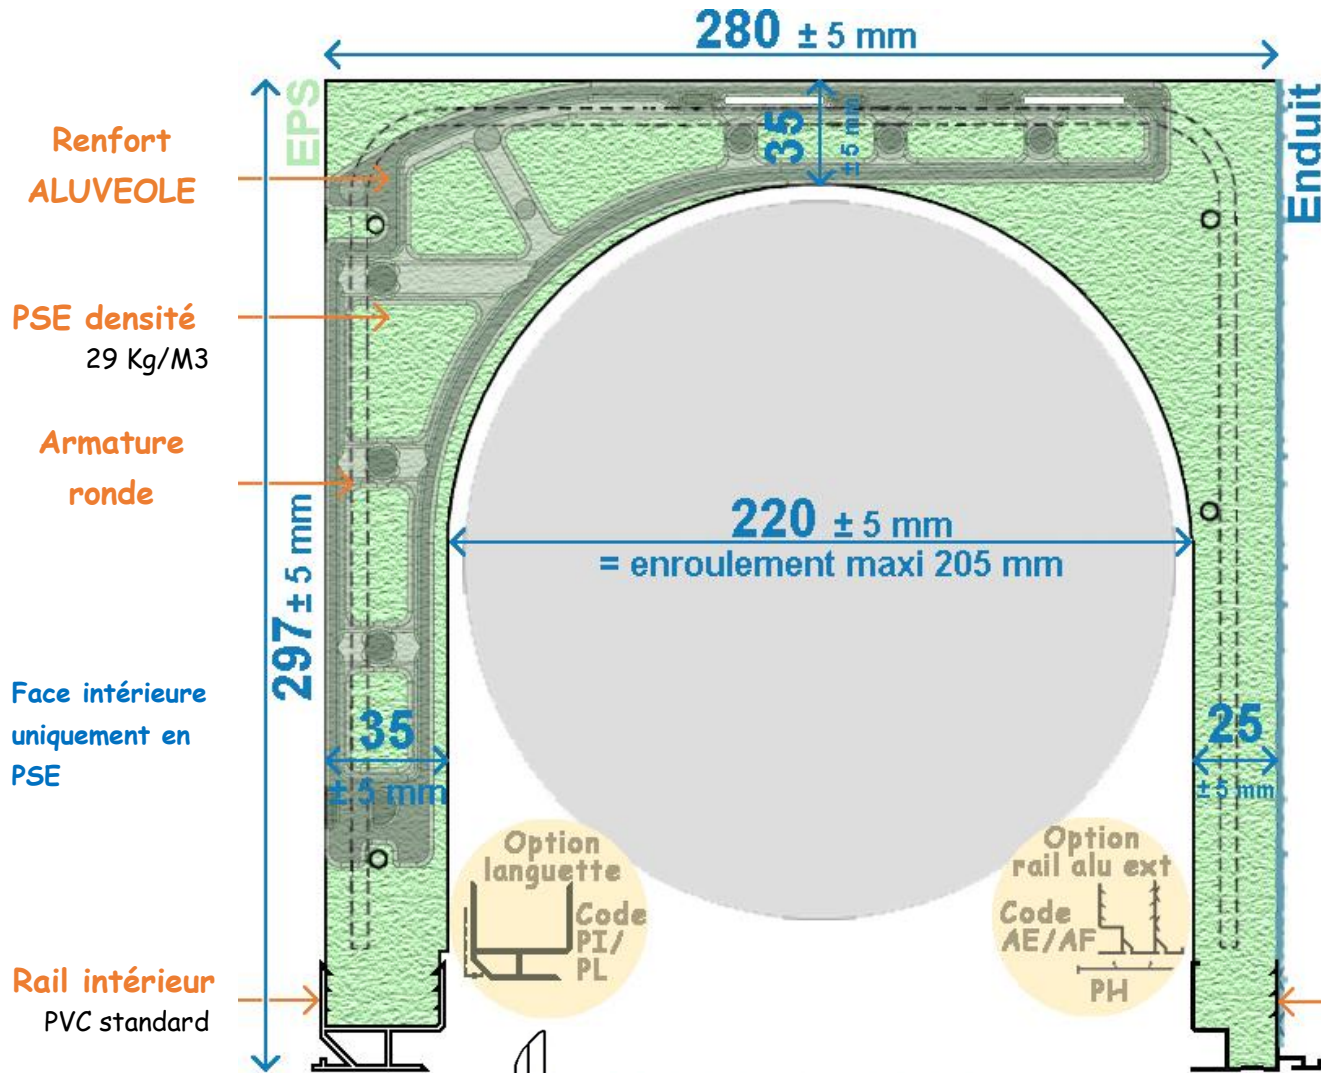 280 ± 5 mm
EPS
Enduit
35
± 5 mm
Renfort
ALUVEOLE
PSE densité
29 Kg/M3
Armature
ronde
297 ± 5 mm
220 ± 5 mm
= enroulement maxi 205 mm
Face intérieure
uniquement en
PSE
35
± 5 mm
25
± 5 mm
Option
languette
Code
PI/
PL
Option
rail alu ext
Code
AE/AF
PH
Rail intérieur
PVC standard